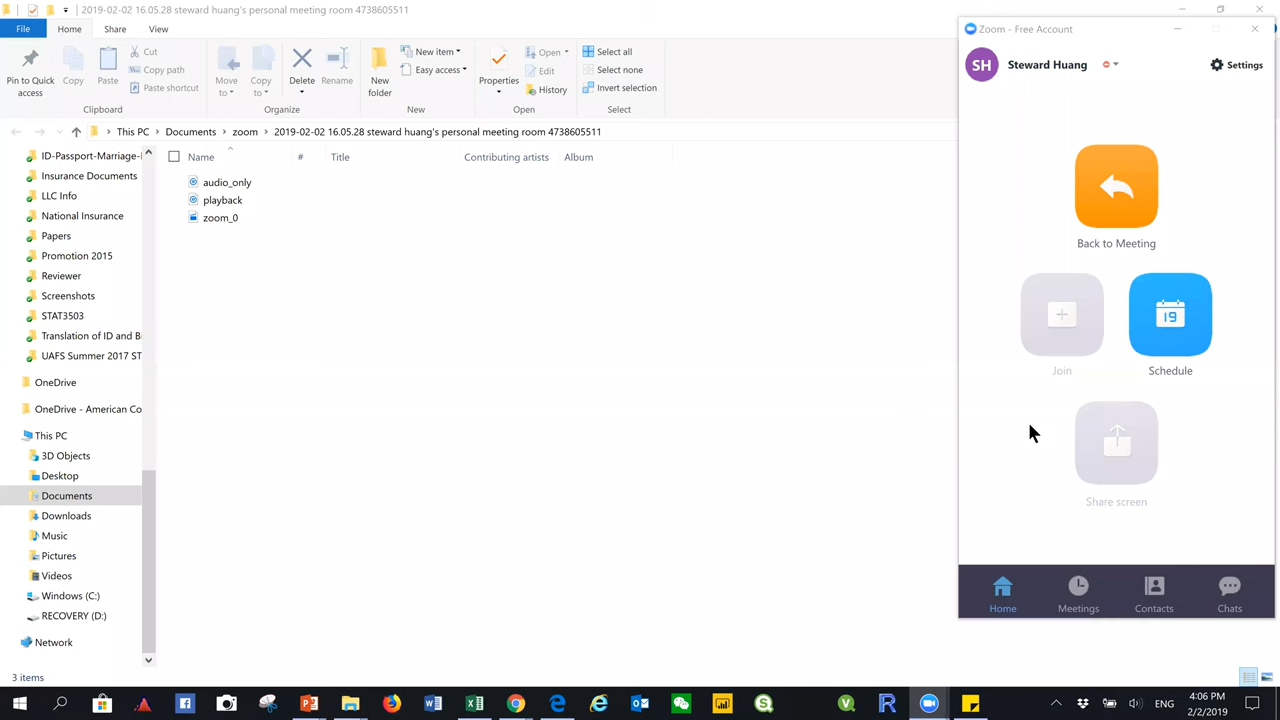 2019-02-02 16.05.28 steward huang's personal meeting room 4738605511
File
Home
Share
View
Pin to Quick access
Copy
Paste
Cut
Copy path
Paste shortcut
Clipboard
Move to
Copy to
Delete
Rename
Organize
New folder
New item
Easy access
New
Properties
Open
Edit
History
Open
Select all
Select none
Invert selection
Select
This PC > Documents > zoom > 2019-02-02 16.05.28 steward huang's personal meeting room 4738605511
ID-Passport-Marriage-
Insurance Documents
LLC Info
National Insurance
Papers
Promotion 2015
Reviewer
Screenshots
STAT3503
Translation of ID and Bi
UAFS Summer 2017 ST
OneDrive
OneDrive - American Co
This PC
3D Objects
Desktop
Documents
Downloads
Music
Pictures
Videos
Windows (C:)
RECOVERY (D:)
Network
3 items
Name
#
Title
Contributing artists
Album
audio_only
playback
zoom_0
Zoom - Free Account
SH
Steward Huang
Settings
Back to Meeting
Join
19
Schedule
Share screen
Home
Meetings
Contacts
Chats
ENG
4:06 PM
2/2/2019